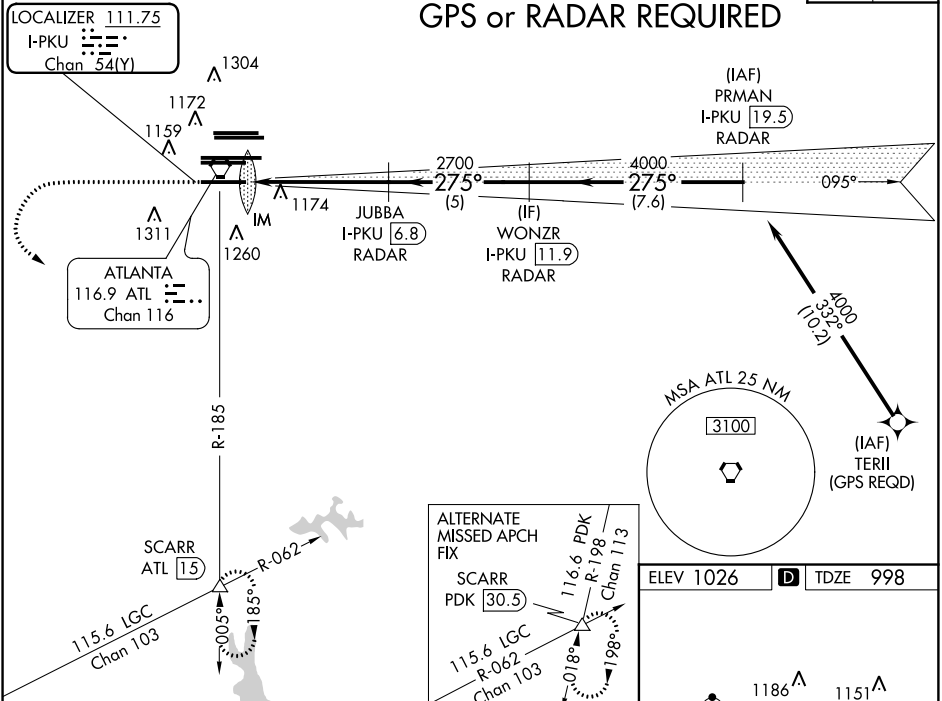 GPS or RADAR REQUIRED
LOCALIZER 111.75
I-PKU
Chan 54(Y)
1304
1172
1159
1311
1260
1174
IM
(IAF)
PRMAN
I-PKU 19.5
RADAR
2700
275°
(5)
4000
275°
(7.6)
095°
JUBBA
I-PKU 6.8
RADAR
(IF)
WONZR
I-PKU 11.9
RADAR
ATLANTA
116.9 ATL
Chan 116
4000
332°
(10.2)
(IAF)
TERII
(GPS REQD)
MSA ATL 25 NM
3100
R-185
SCARR
ATL 15
R-062
005°
185°
115.6 LGC
Chan 103
ALTERNATE
MISSED APCH
FIX
SCARR
PDK 30.5
116.6 PDK
R-198
Chan 113
115.6 LGC
R-062
Chan 103
018°
198°
ELEV 1026 D TDZE 998
1186
1151